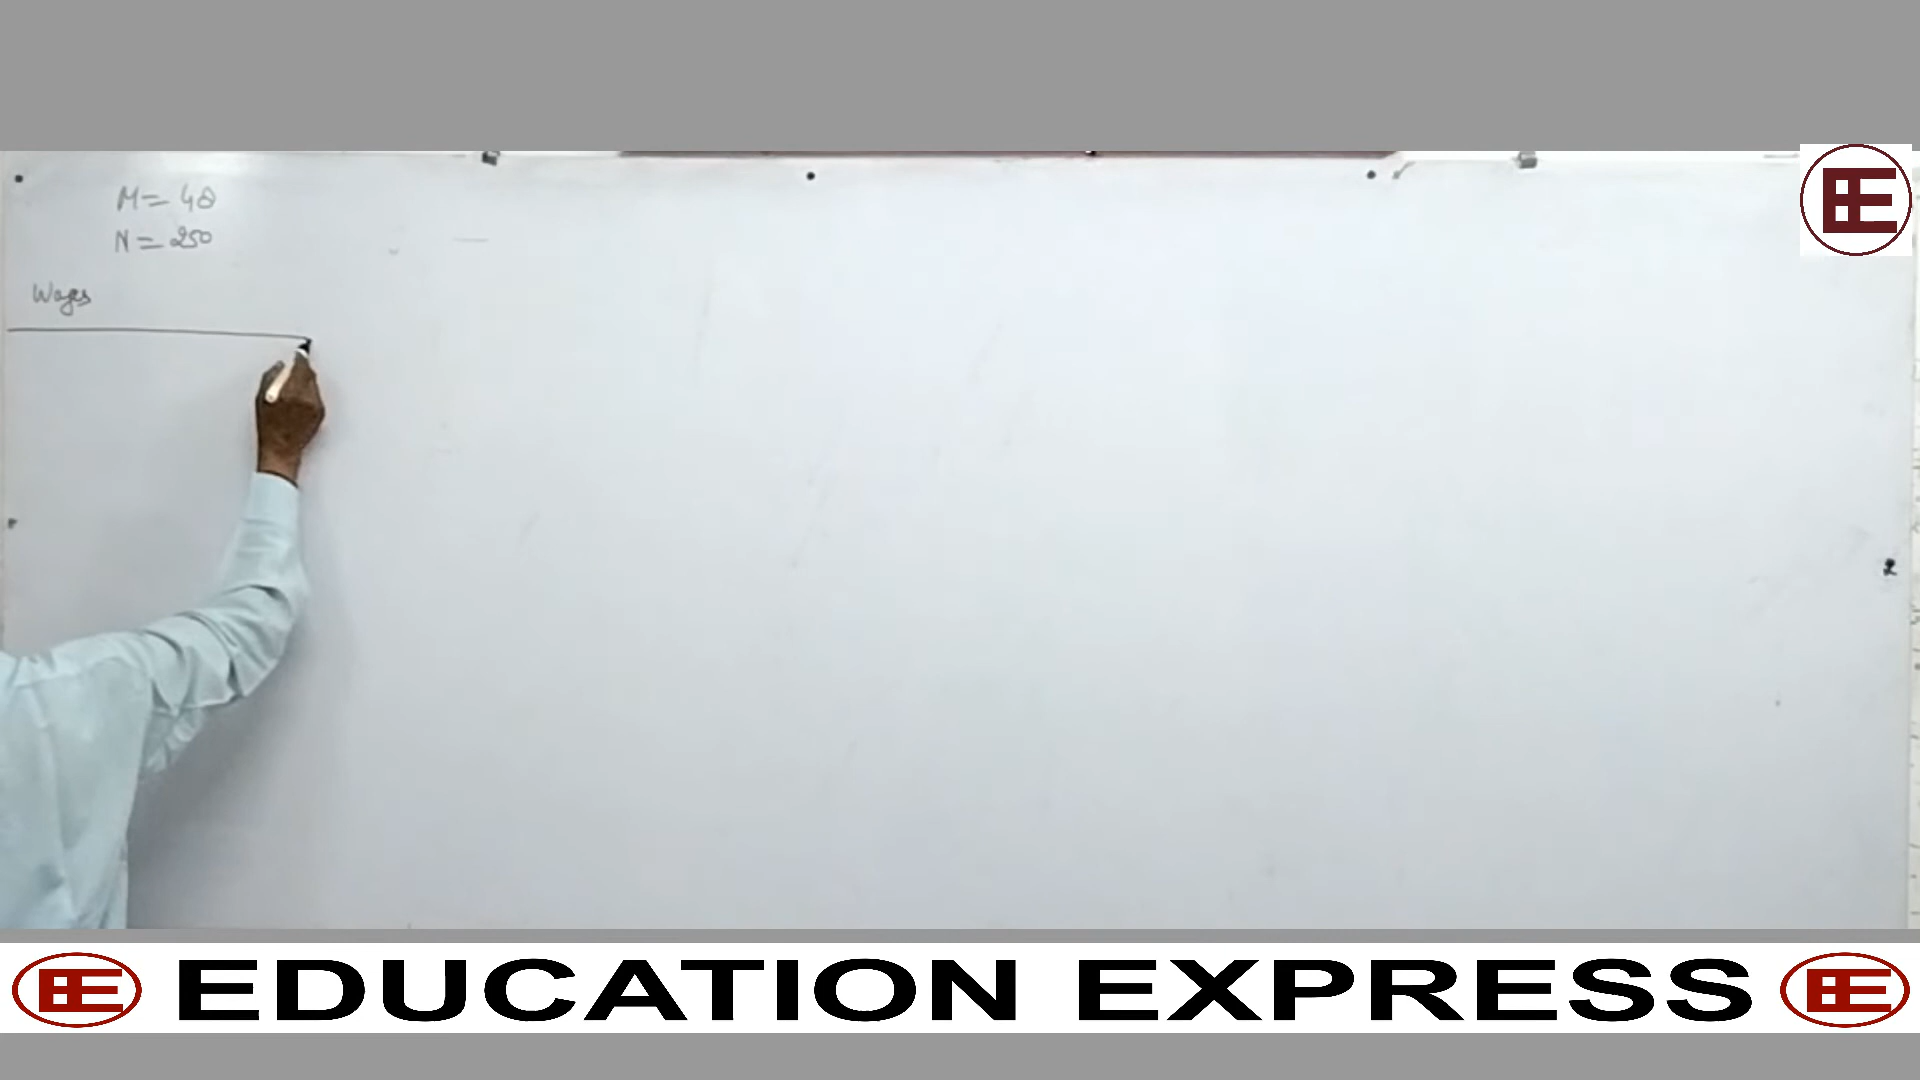 M = 40
N = 250
Wages
EDUCATION EXPRESS